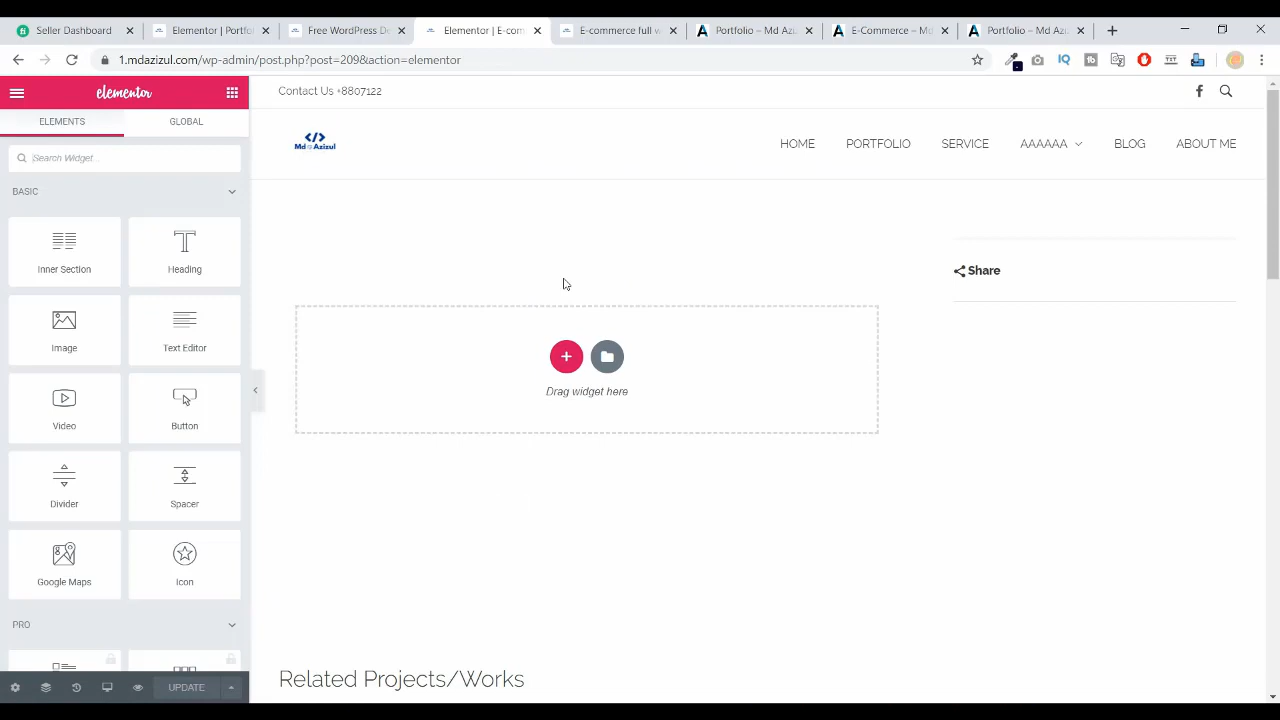 Seller Dashboard
Elementor | Portfol
Free WordPress De
Elementor | E-com
E-commerce full w
Portfolio – Md Azu
E-Commerce – Md
Portfolio – Md Azi
1.mdazizul.com/wp-admin/post.php?post=209&action=elementor
elementor
ELEMENTS
GLOBAL
Search Widget...
BASIC
Inner Section
Heading
Image
Text Editor
Video
Button
Divider
Spacer
Google Maps
Icon
PRO
UPDATE
Contact Us +8807122
Md Azizul
HOME
PORTFOLIO
SERVICE
AAAAAA
BLOG
ABOUT ME
Share
Drag widget here
Related Projects/Works